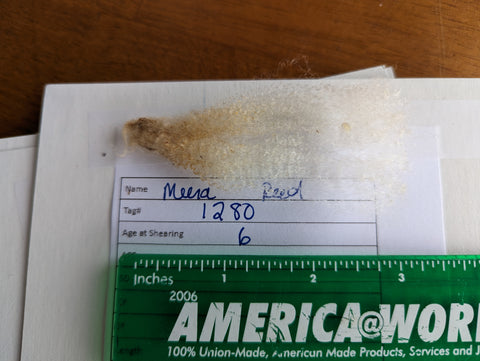 Name Meera Reed
Tag# 1280
Age at Shearing 6
Inches 1 2 3
2006
AMERICA@WOR
100% Union-Made, American Made Products, Services and J